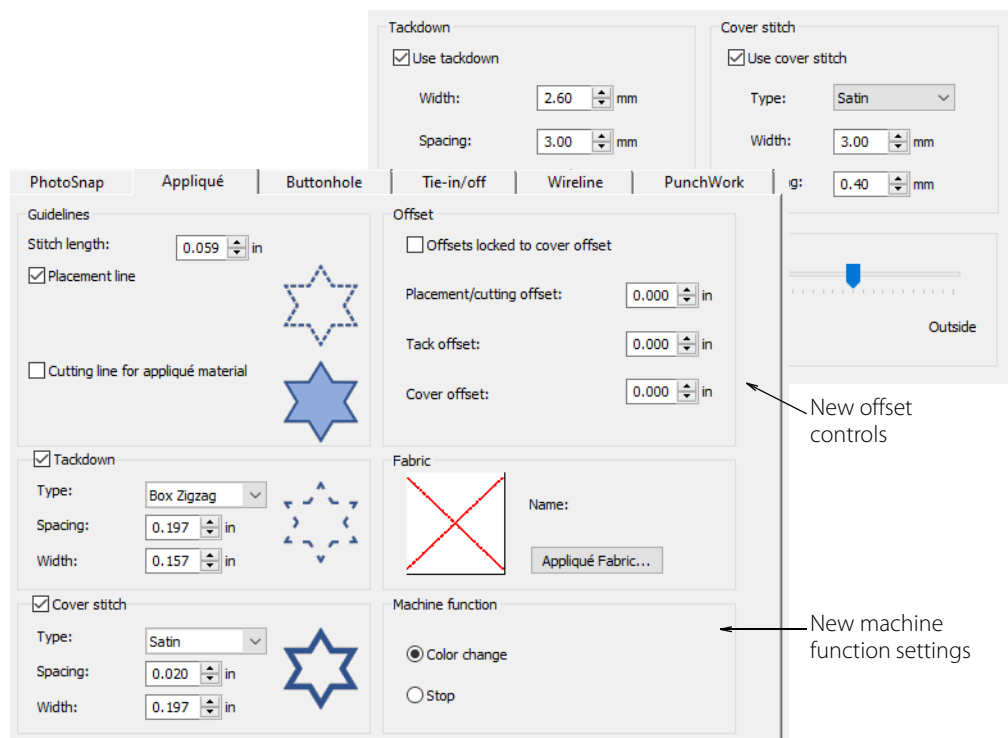 Tackdown
Use tackdown
Width: 2.60 mm
Spacing: 3.00 mm
Cover stitch
Use cover stitch
Type: Satin
Width: 3.00 mm
g: 0.40 mm
Outside
PhotoSnap Appliqué Buttonhole Tie-in/off Wireline PunchWork
Guidelines
Stitch length: 0.059 in
Placement line
Cutting line for appliqué material
Tackdown
Type: Box Zigzag
Spacing: 0.197 in
Width: 0.157 in
Cover stitch
Type: Satin
Spacing: 0.020 in
Width: 0.197 in
Offset
Offsets locked to cover offset
Placement/cutting offset: 0.000 in
Tack offset: 0.000 in
Cover offset: 0.000 in
Fabric
Name:
Appliqué Fabric...
Machine function
Color change
Stop
New offset
controls
New machine
function settings